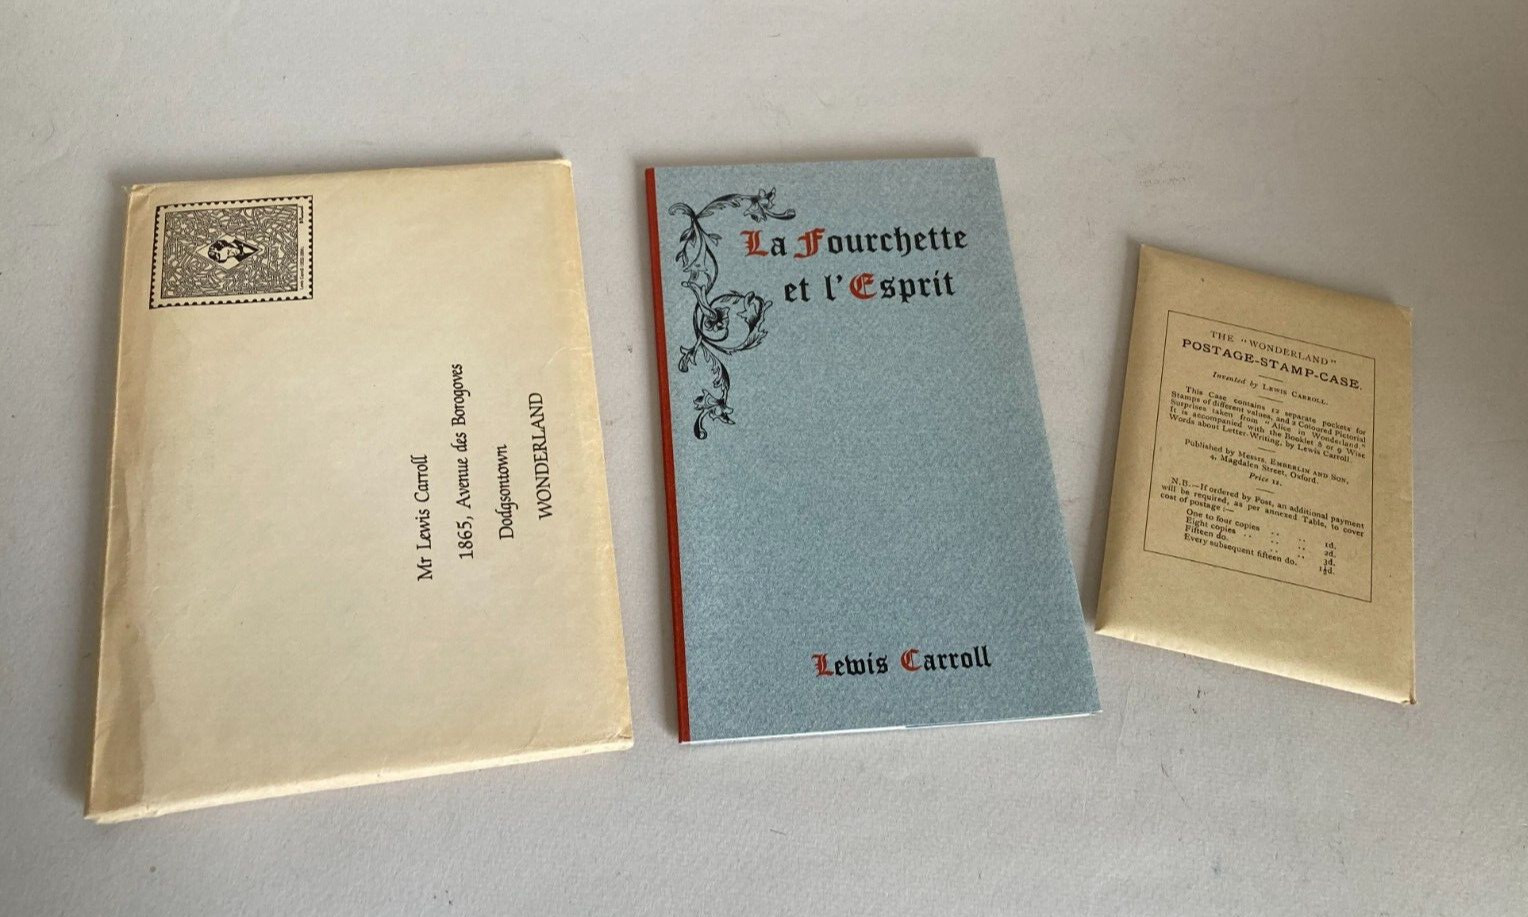 Mr Lewis Carroll
1865, Avenue des Borogoves
Dodgsontown
WONDERLAND
La Fourchette
et l'Esprit
Lewis Carroll
THE "WONDERLAND"
POSTAGE-STAMP-CASE.
Invented by LEWIS CARROLL.
This Case contains 12 separate pockets for
Stamps of different values, and 2 Coloured Pictorial
Surprises taken from "Alice in Wonderland."
It is accompanied with the Booklet 8 or 9 Wise
Words about Letter-Writing, by Lewis Carroll.
Published by MESSRS. EMBERLIN AND SON,
4, Magdalen Street, Oxford.
Price 1s.
N.B.—If ordered by Post, an additional payment
will be required, as per annexed Table, to cover
cost of postage:—
One to four copies .. .. 1d.
Eight copies .. .. .. 2d.
Fifteen do. .. .. 3d.
Every subsequent fifteen do. 1½d.